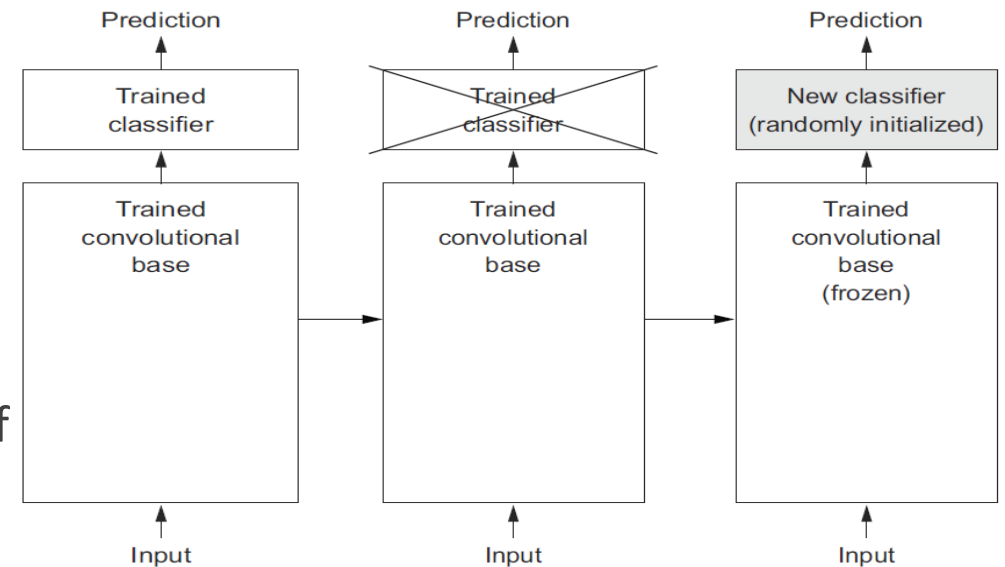 Prediction
Trained
classifier
Trained
convolutional
base
Input
Prediction
Trained
classifier
Trained
convolutional
base
Input
Prediction
New classifier
(randomly initialized)
Trained
convolutional
base
(frozen)
Input
f